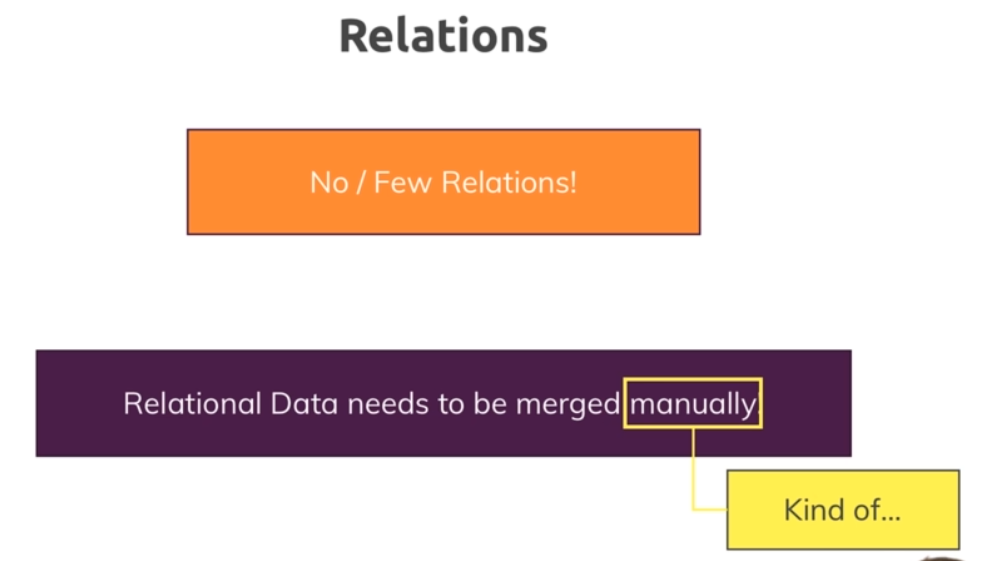 Relations
No / Few Relations!
Relational Data needs to be merged manually.
Kind of...